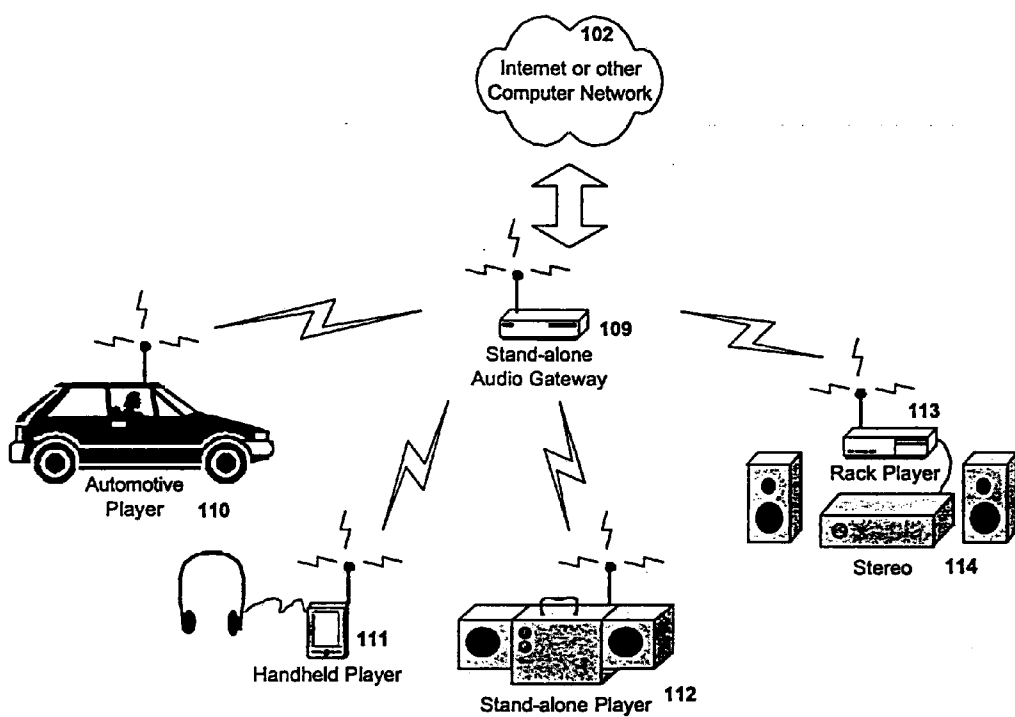 102
Internet or other
Computer Network
109
Stand-alone
Audio Gateway
113
Rack Player
Automotive
Player 110
Stereo 114
111
Handheld Player
Stand-alone Player 112